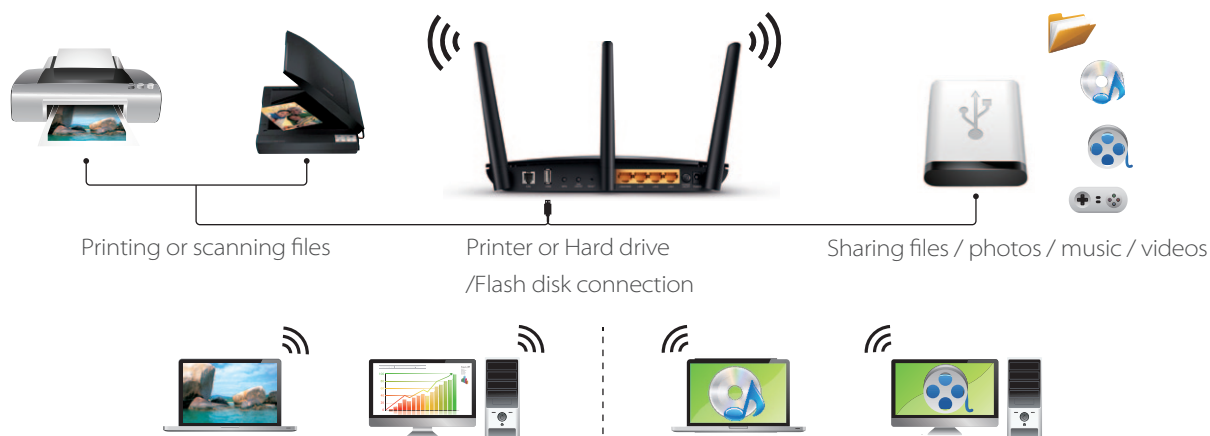 Printing or scanning files
Printer or Hard drive
/Flash disk connection
Sharing files / photos / music / videos